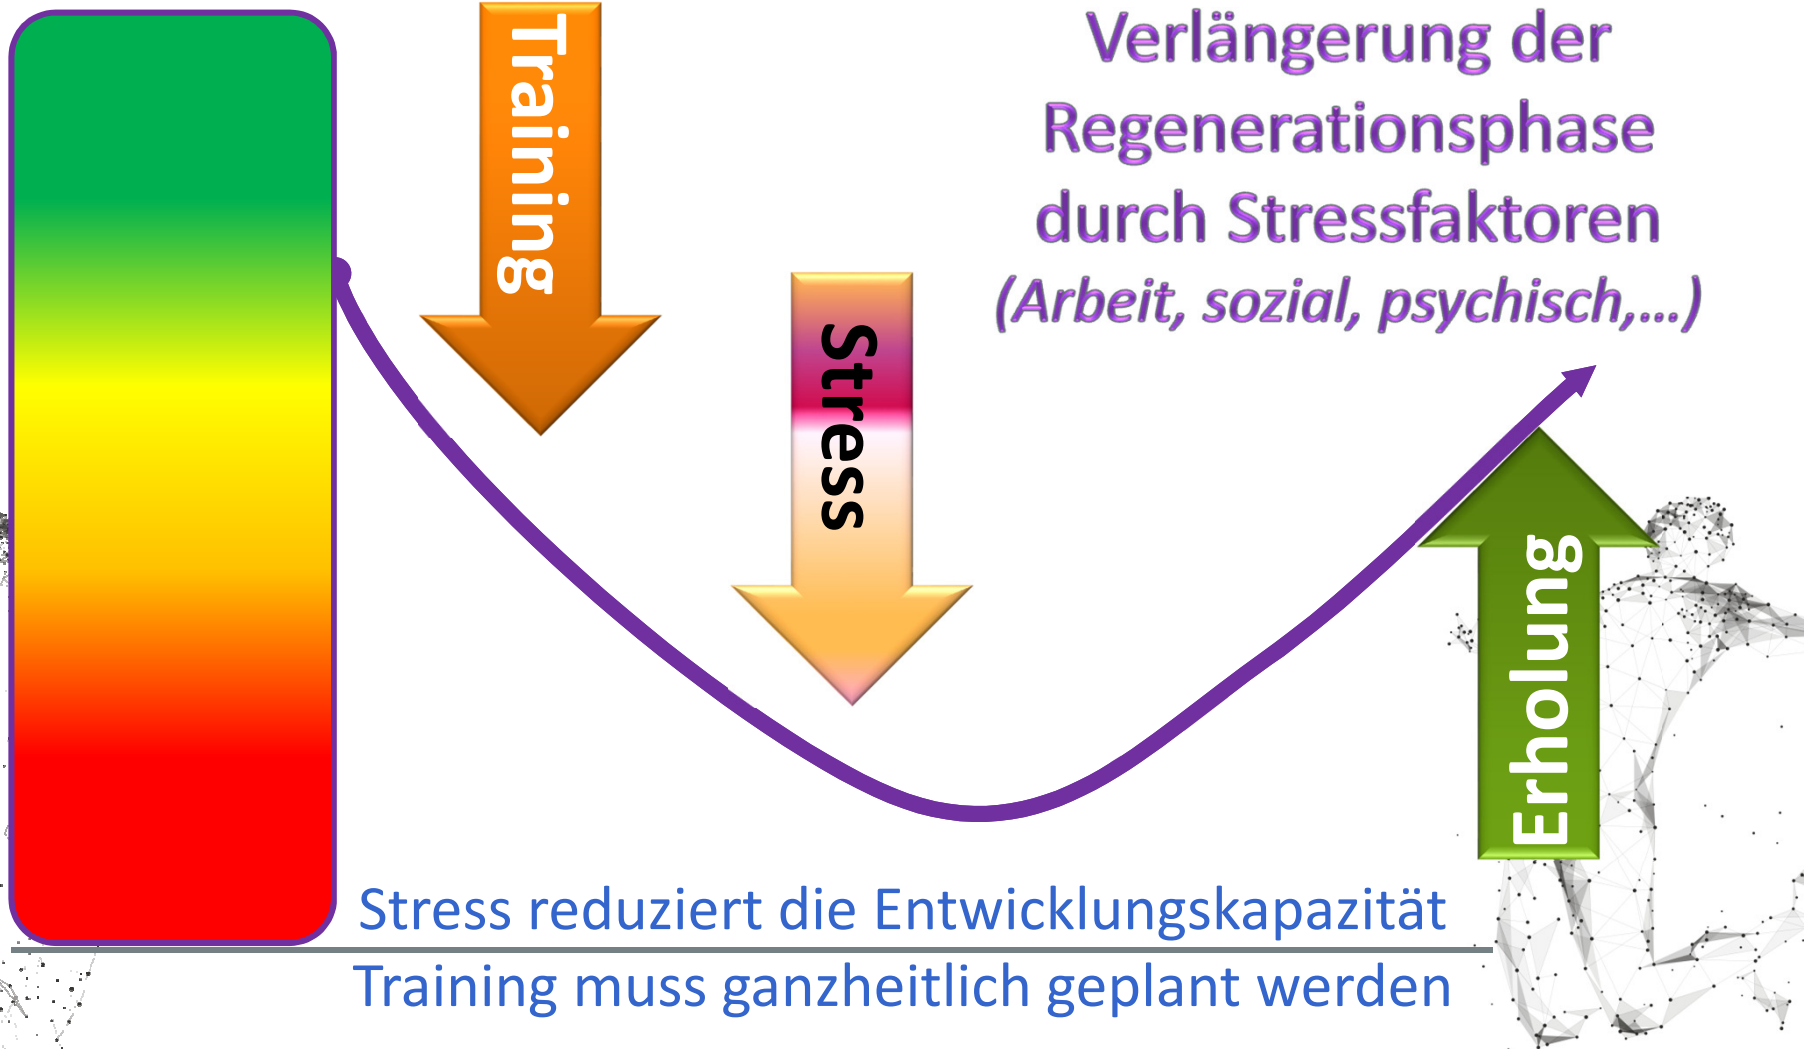 Training
Verlängerung der
Regenerationsphase
durch Stressfaktoren
(Arbeit, sozial, psychisch,...)
Stress
Erholung
Stress reduziert die Entwicklungskapazität
Training muss ganzheitlich geplant werden